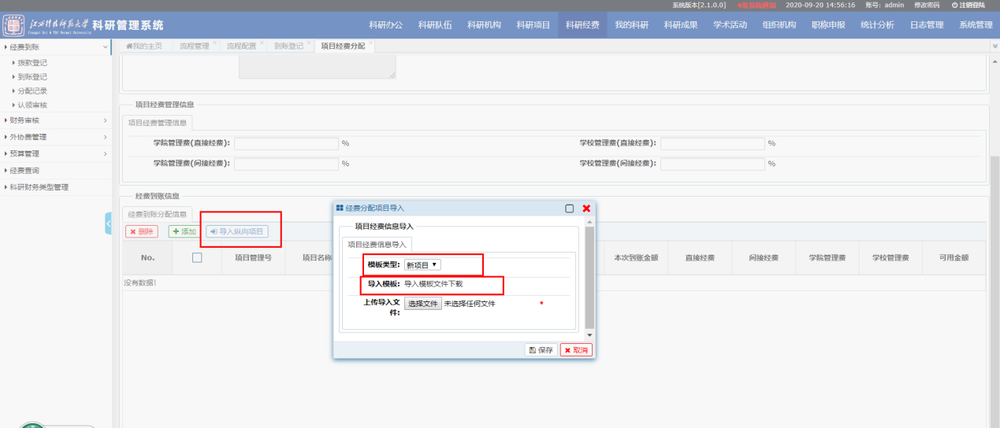 系统版本[2.1.0.0] 2020-09-20 14:56:16 账号: admin 修改密码 注销登陆
江西科技师范大学 科研管理系统
科研办公 科研队伍 科研机构 科研项目 科研经费 我的科研 科研成果 学术活动 组织机构 职称申报 统计分析 日志管理 系统管理
经费到账
拨款登记
到账登记
分配记录
认领审核
财务审核
外协费管理
预算管理
经费查询
科研财务类型管理
我的主页 流程管理 流程配置 到账登记 项目经费分配
项目经费管理信息
项目经费管理信息
学院管理费(直接经费): % 学校管理费(直接经费): %
学院管理费(间接经费): % 学校管理费(间接经费): %
经费到账信息
经费到账分配信息
删除 添加 导入纵向项目
No. 项目管理号 项目名称 本次到账金额 直接经费 间接经费 学院管理费 学校管理费 可用金额
没有数据!
经费分配项目导入
项目经费信息导入
项目经费信息导入
模板类型: 新项目
导入模板: 导入模板文件下载
上传导入文件: 选择文件 未选择任何文件 *
保存 取消